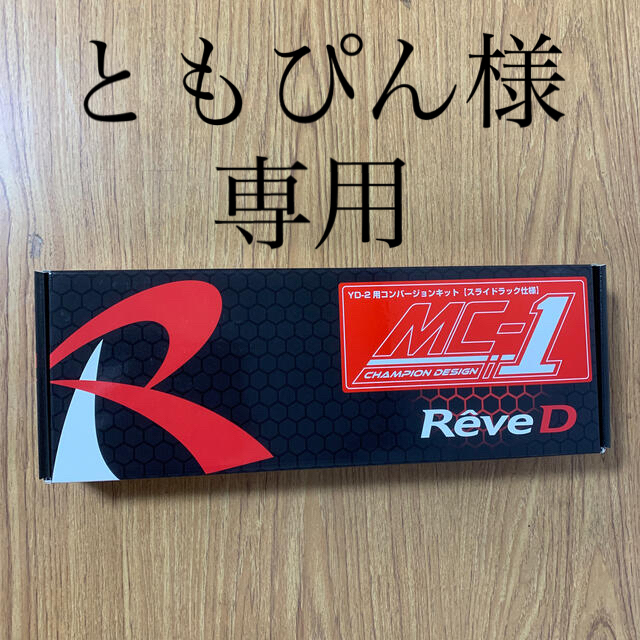 ともぴん様
専用
YD-2 用コンバージョンキット [スライドラック仕様]
MC-1
CHAMPION DESIGN
RêveD